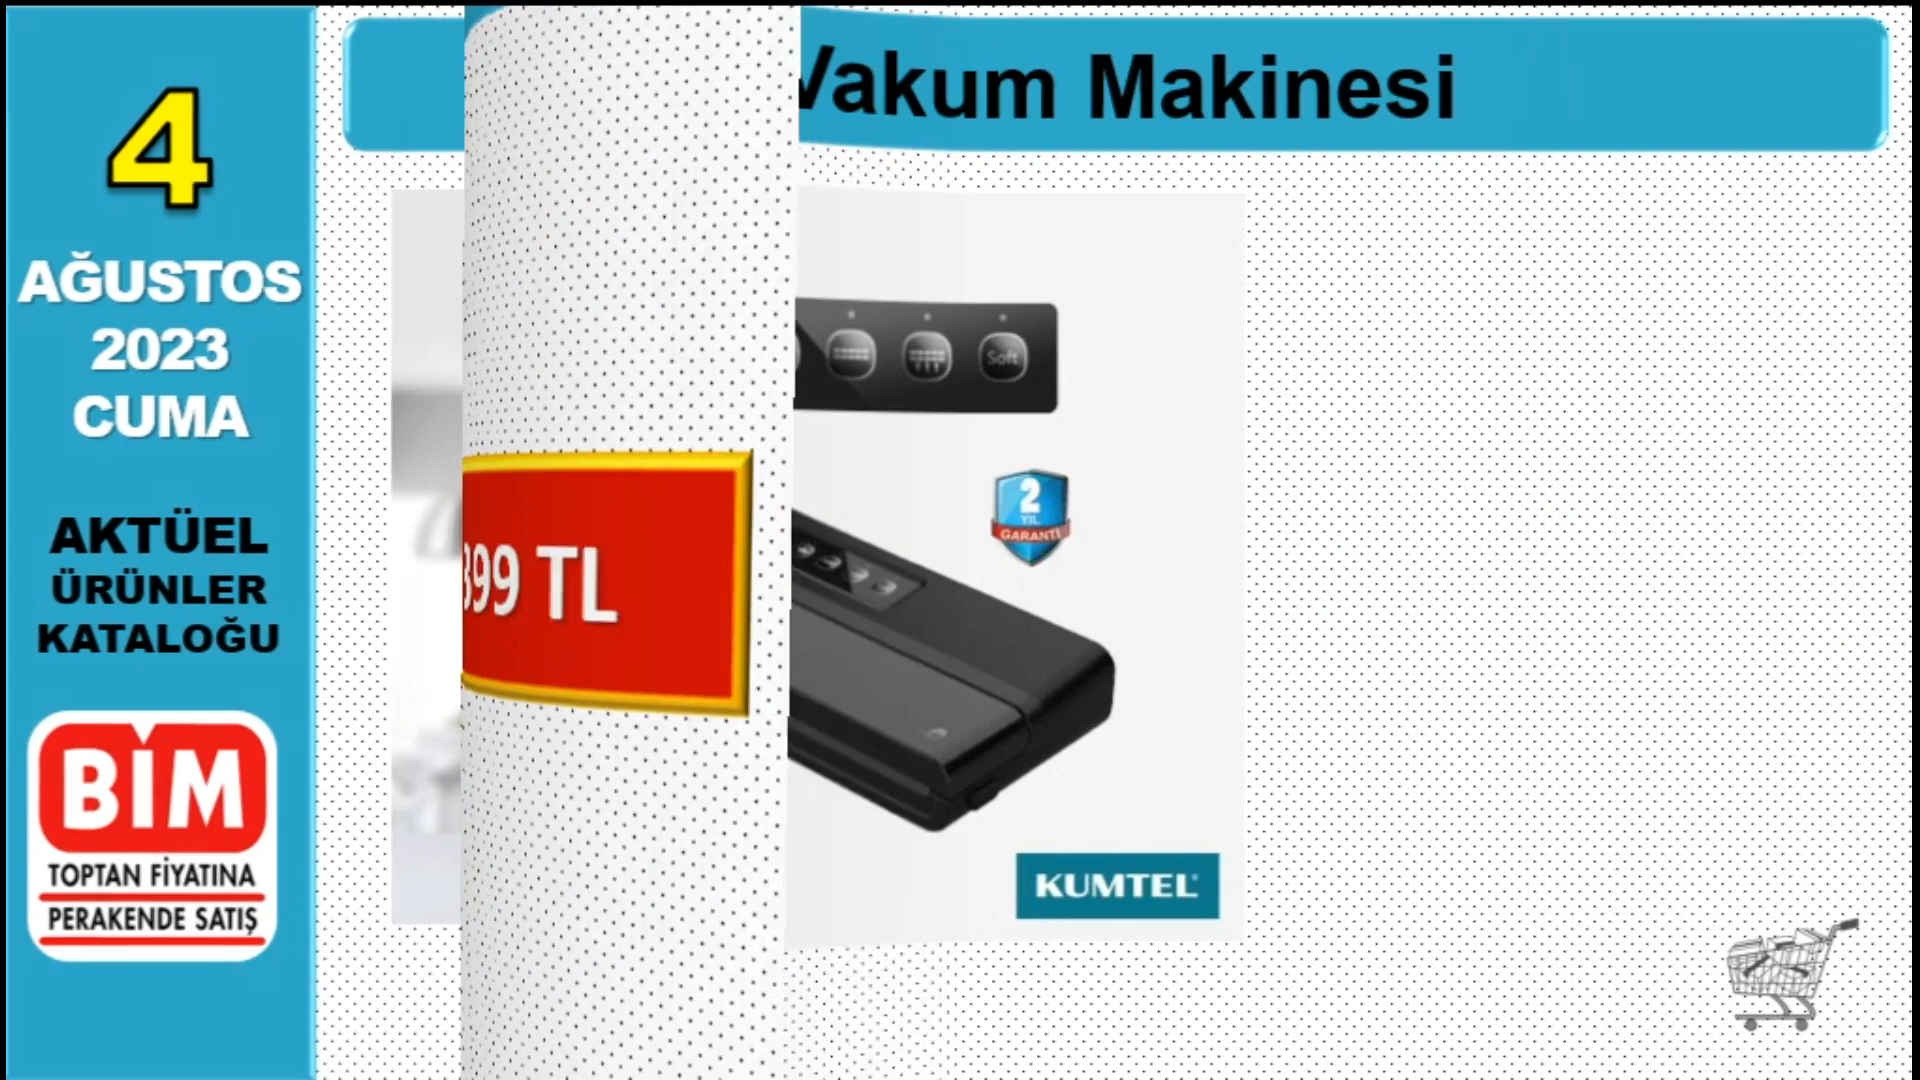 4
AĞUSTOS
2023
CUMA
AKTÜEL
ÜRÜNLER
KATALOĞU
BİM
TOPTAN FİYATINA
PERAKENDE SATIŞ
Vakum Makinesi
399 TL
Soft
2
YIL
GARANTİ
KUMTEL